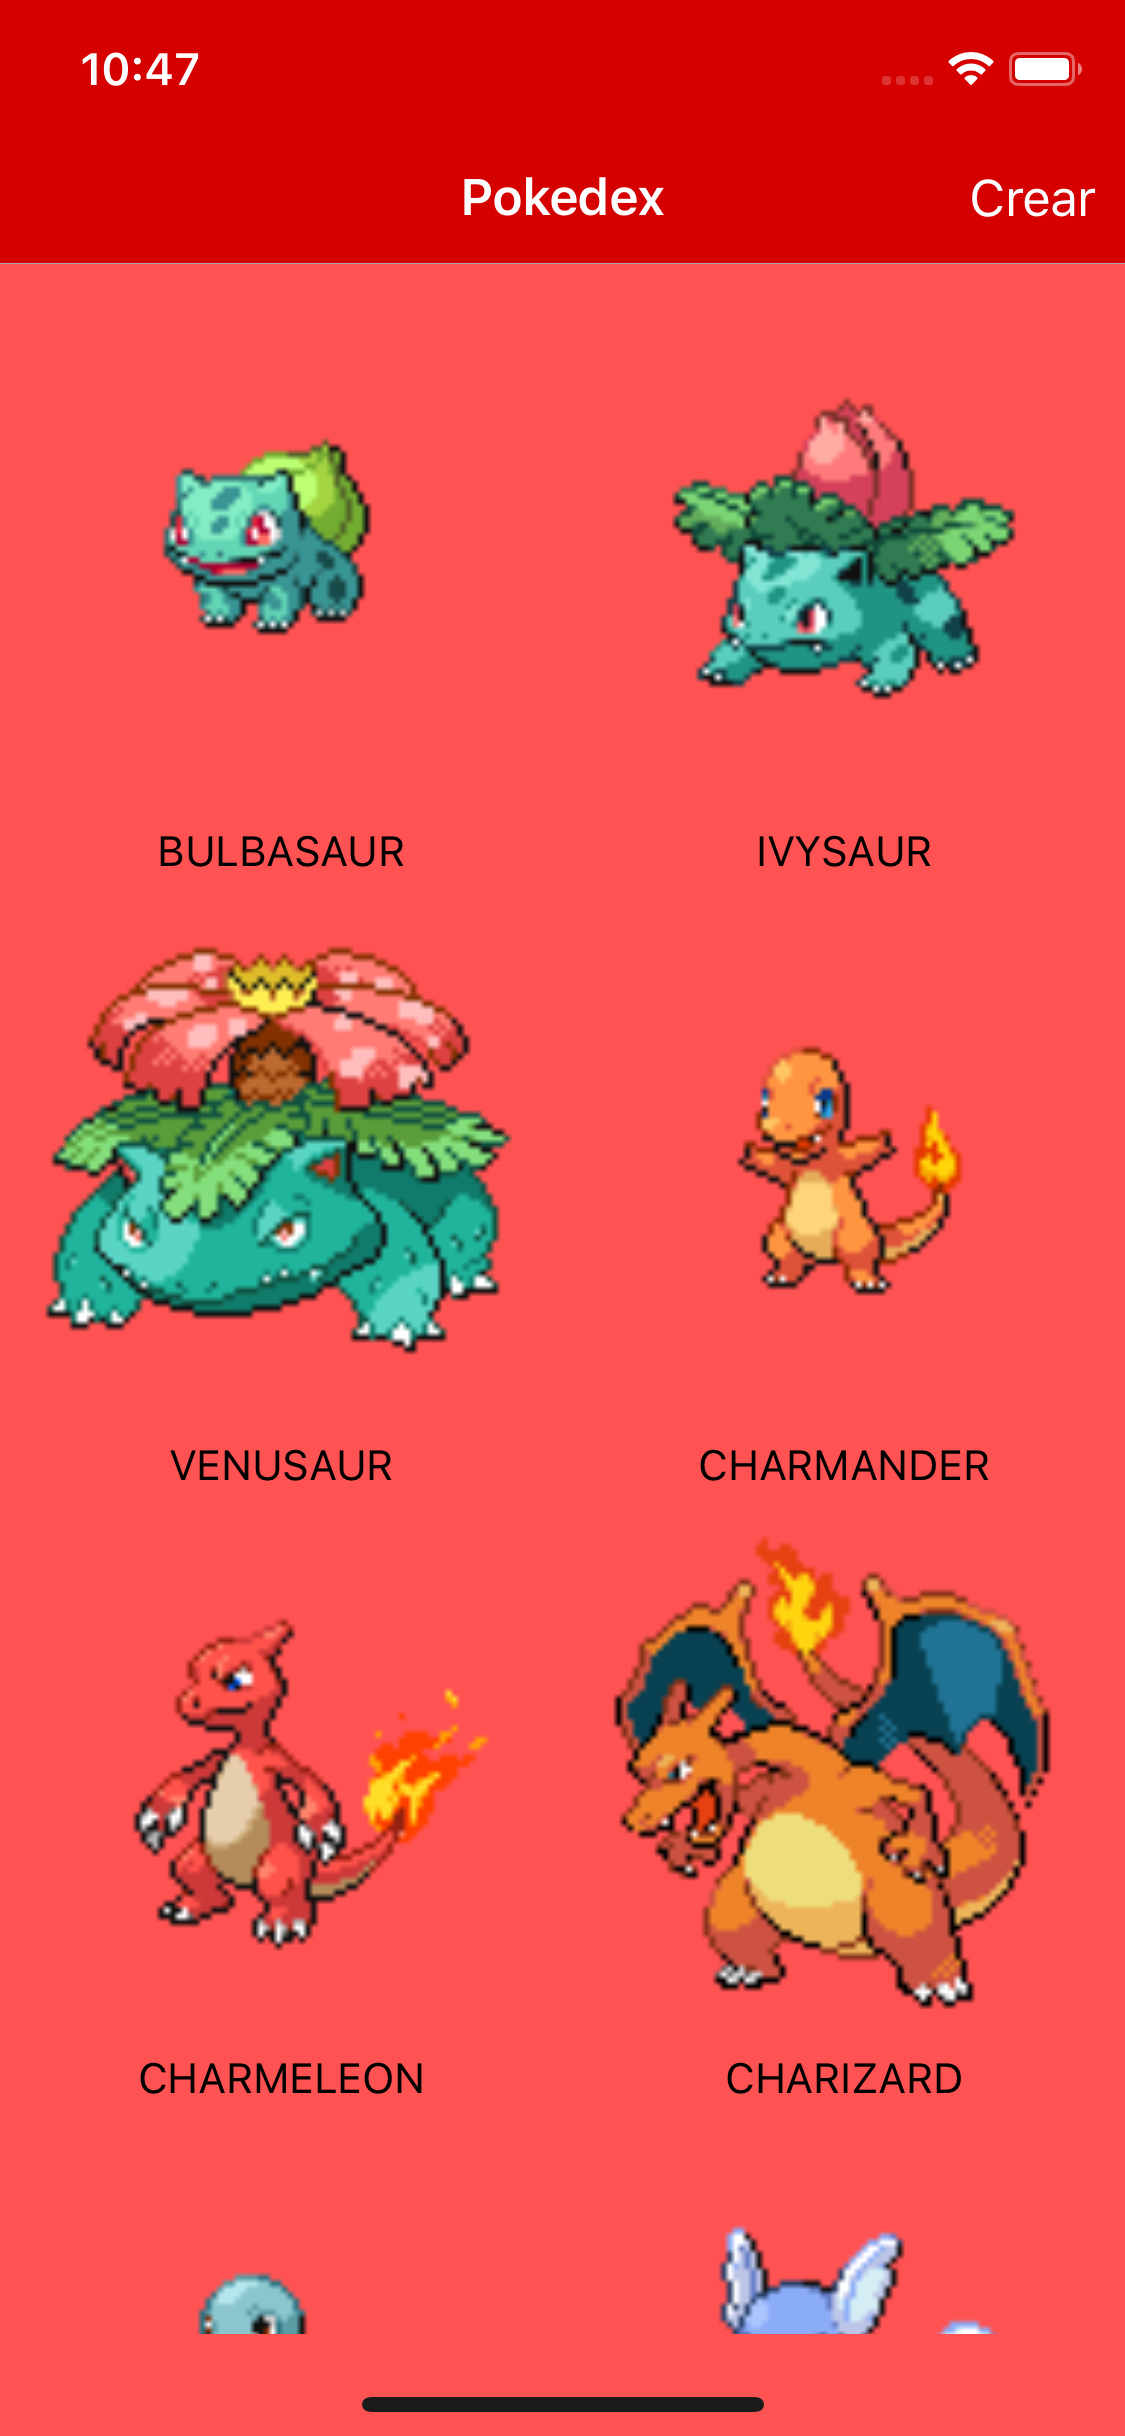 10:47
Pokedex
Crear
BULBASAUR
IVYSAUR
VENUSAUR
CHARMANDER
CHARMELEON
CHARIZARD